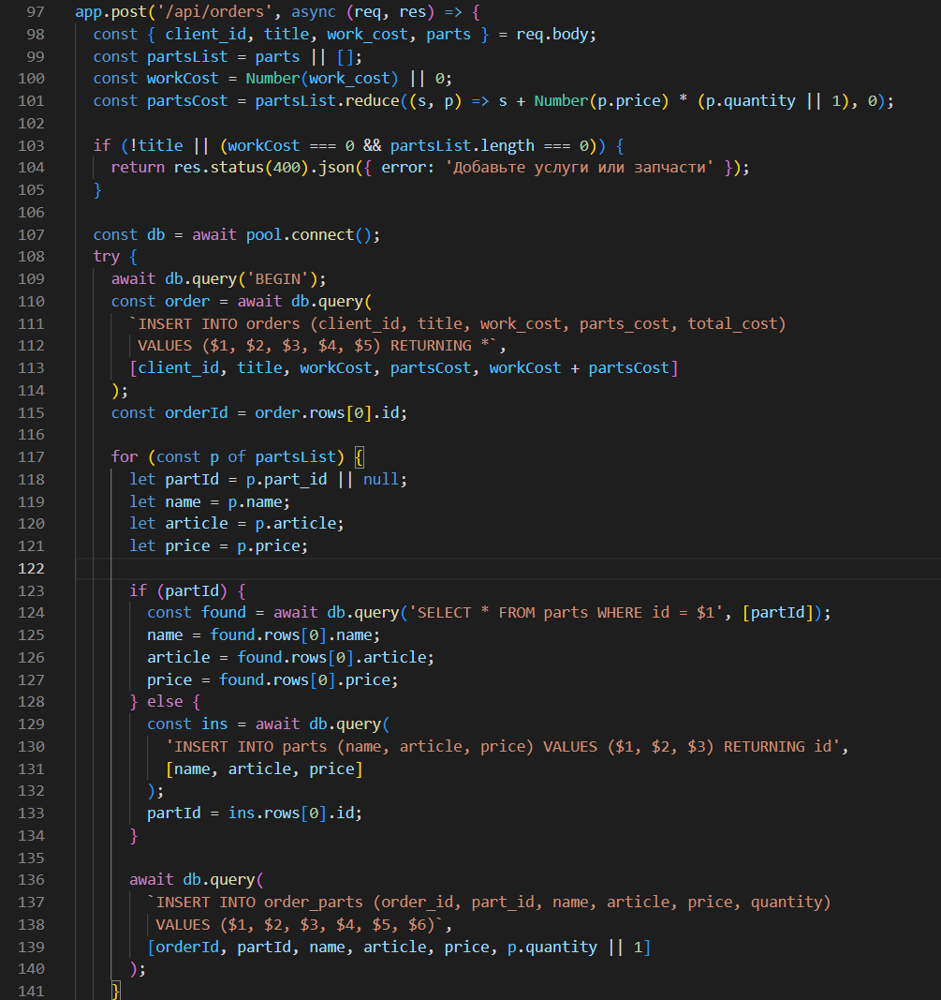 97 app.post('/api/orders', async (req, res) => {
98 const { client_id, title, work_cost, parts } = req.body;
99 const partsList = parts || [];
100 const workCost = Number(work_cost) || 0;
101 const partsCost = partsList.reduce((s, p) => s + Number(p.price) * (p.quantity || 1), 0);
102
103 if (!title || (workCost === 0 && partsList.length === 0)) {
104 return res.status(400).json({ error: 'Добавьте услуги или запчасти' });
105 }
106
107 const db = await pool.connect();
108 try {
109 await db.query('BEGIN');
110 const order = await db.query(
111 `INSERT INTO orders (client_id, title, work_cost, parts_cost, total_cost)
112 VALUES ($1, $2, $3, $4, $5) RETURNING *`,
113 [client_id, title, workCost, partsCost, workCost + partsCost]
114 );
115 const orderId = order.rows[0].id;
116
117 for (const p of partsList) {
118 let partId = p.part_id || null;
119 let name = p.name;
120 let article = p.article;
121 let price = p.price;
122
123 if (partId) {
124 const found = await db.query('SELECT * FROM parts WHERE id = $1', [partId]);
125 name = found.rows[0].name;
126 article = found.rows[0].article;
127 price = found.rows[0].price;
128 } else {
129 const ins = await db.query(
130 'INSERT INTO parts (name, article, price) VALUES ($1, $2, $3) RETURNING id',
131 [name, article, price]
132 );
133 partId = ins.rows[0].id;
134 }
135
136 await db.query(
137 `INSERT INTO order_parts (order_id, part_id, name, article, price, quantity)
138 VALUES ($1, $2, $3, $4, $5, $6)`,
139 [orderId, partId, name, article, price, p.quantity || 1]
140 );
141 }